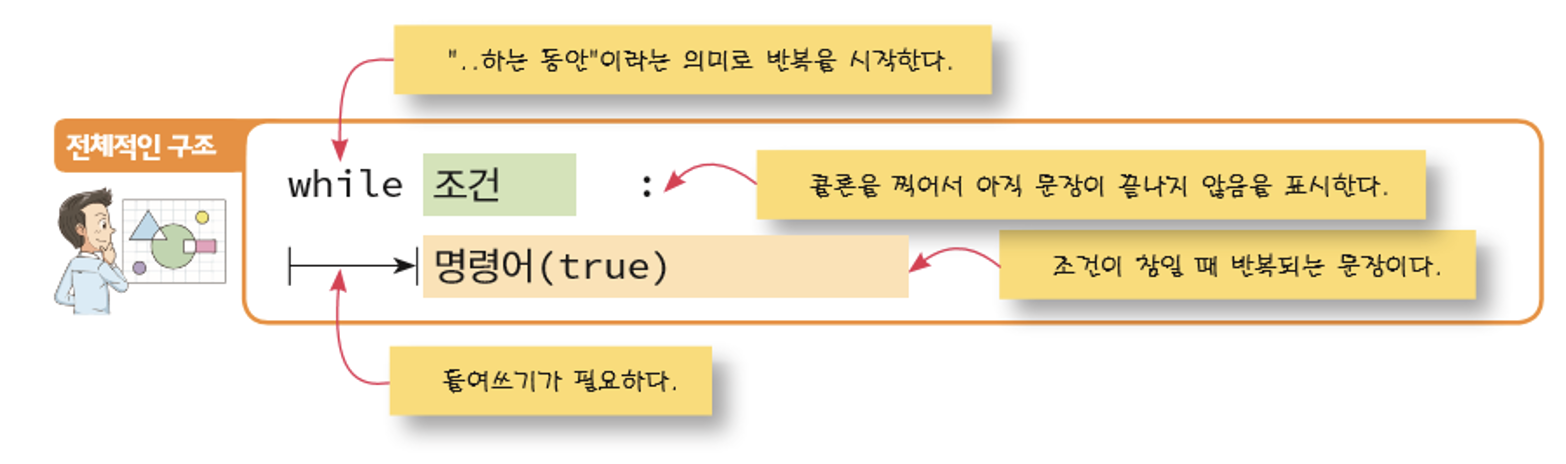 "..하는 동안"이라는 의미로 반복을 시작한다.
전체적인 구조
while 조건 :
콜론을 찍어서 아직 문장이 끝나지 않음을 표시한다.
명령어(true)
조건이 참일 때 반복되는 문장이다.
들여쓰기가 필요하다.